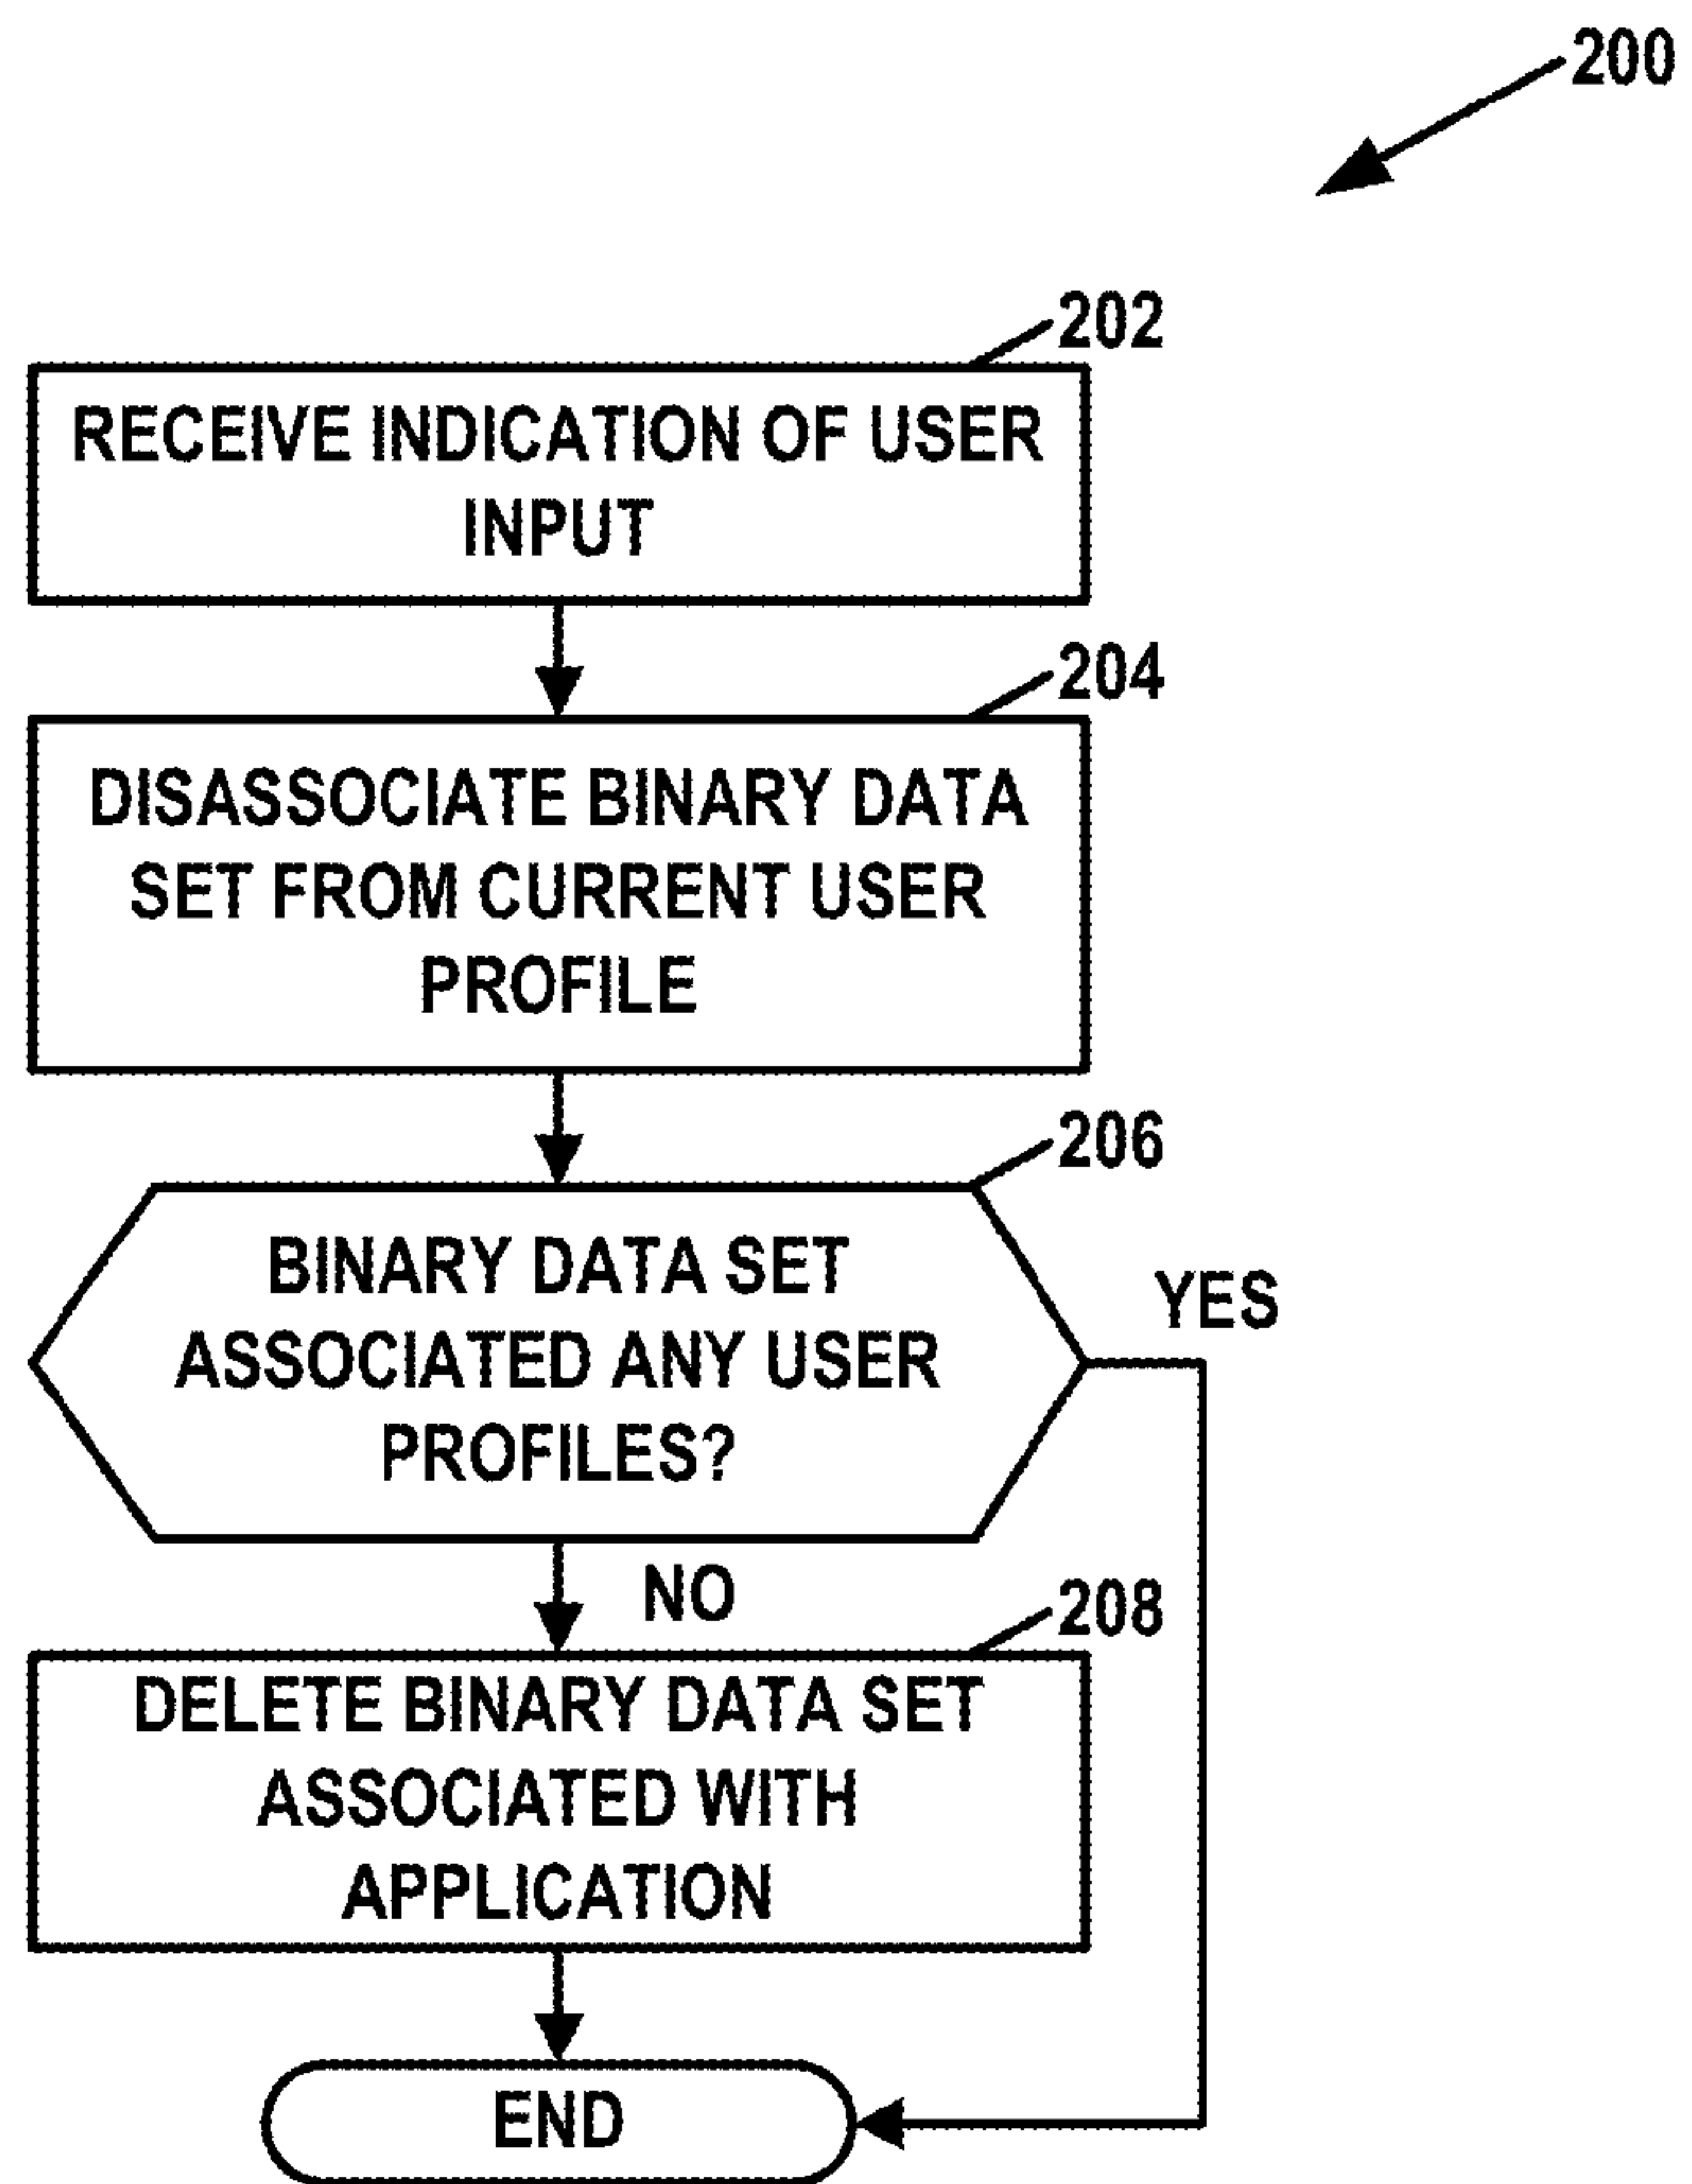 200
202
RECEIVE INDICATION OF USER
INPUT
204
DISASSOCIATE BINARY DATA
SET FROM CURRENT USER
PROFILE
206
BINARY DATA SET
ASSOCIATED ANY USER
PROFILES?
YES
NO
208
DELETE BINARY DATA SET
ASSOCIATED WITH
APPLICATION
END